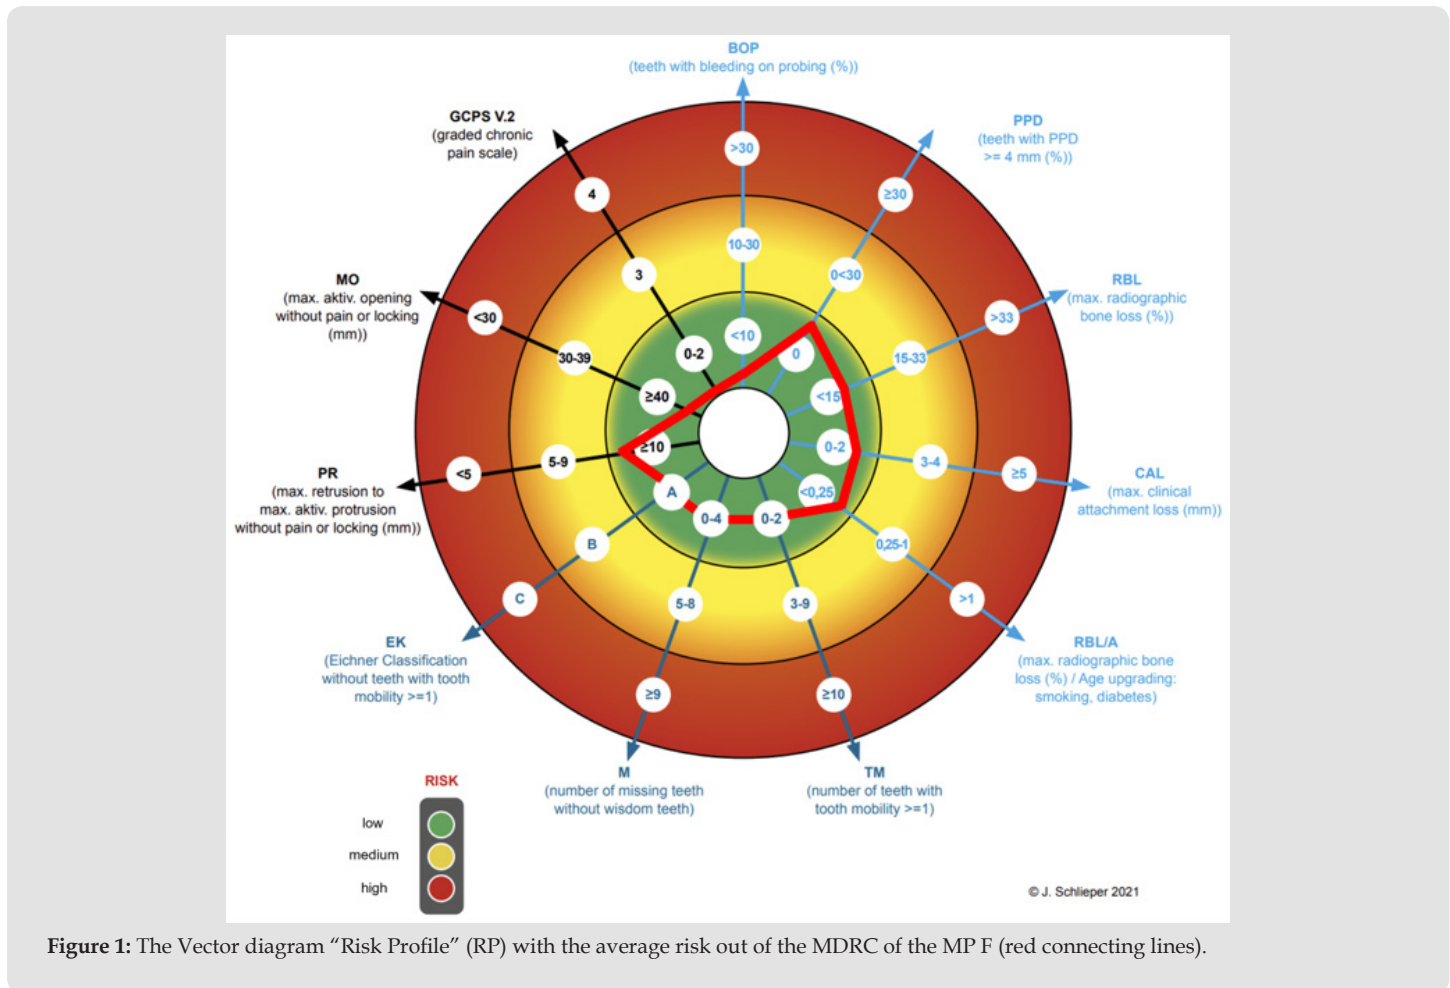 BOP
(teeth with bleeding on probing (%))
>30
10-30
<10
PPD
(teeth with PPD
>= 4 mm (%))
≥30
0<30
0
RBL
(max. radiographic
bone loss (%))
>33
15-33
<15
CAL
(max. clinical
attachment loss (mm))
≥5
3-4
0-2
RBL/A
(max. radiographic bone
loss (%) / Age upgrading:
smoking, diabetes)
>1
0,25-1
<0,25
TM
(number of teeth with
tooth mobility >=1)
≥10
3-9
0-2
M
(number of missing teeth
without wisdom teeth)
≥9
5-8
0-4
EK
(Eichner Classification
without teeth with tooth
mobility >=1)
C
B
A
PR
(max. retrusion to
max. aktiv. protrusion
without pain or locking (mm))
<5
5-9
≥10
MO
(max. aktiv. opening
without pain or locking
(mm))
<30
30-39
≥40
GCPS V.2
(graded chronic
pain scale)
4
3
0-2
RISK
low
medium
high
© J. Schlieper 2021
Figure 1: The Vector diagram “Risk Profile” (RP) with the average risk out of the MDRC of the MP F (red connecting lines).